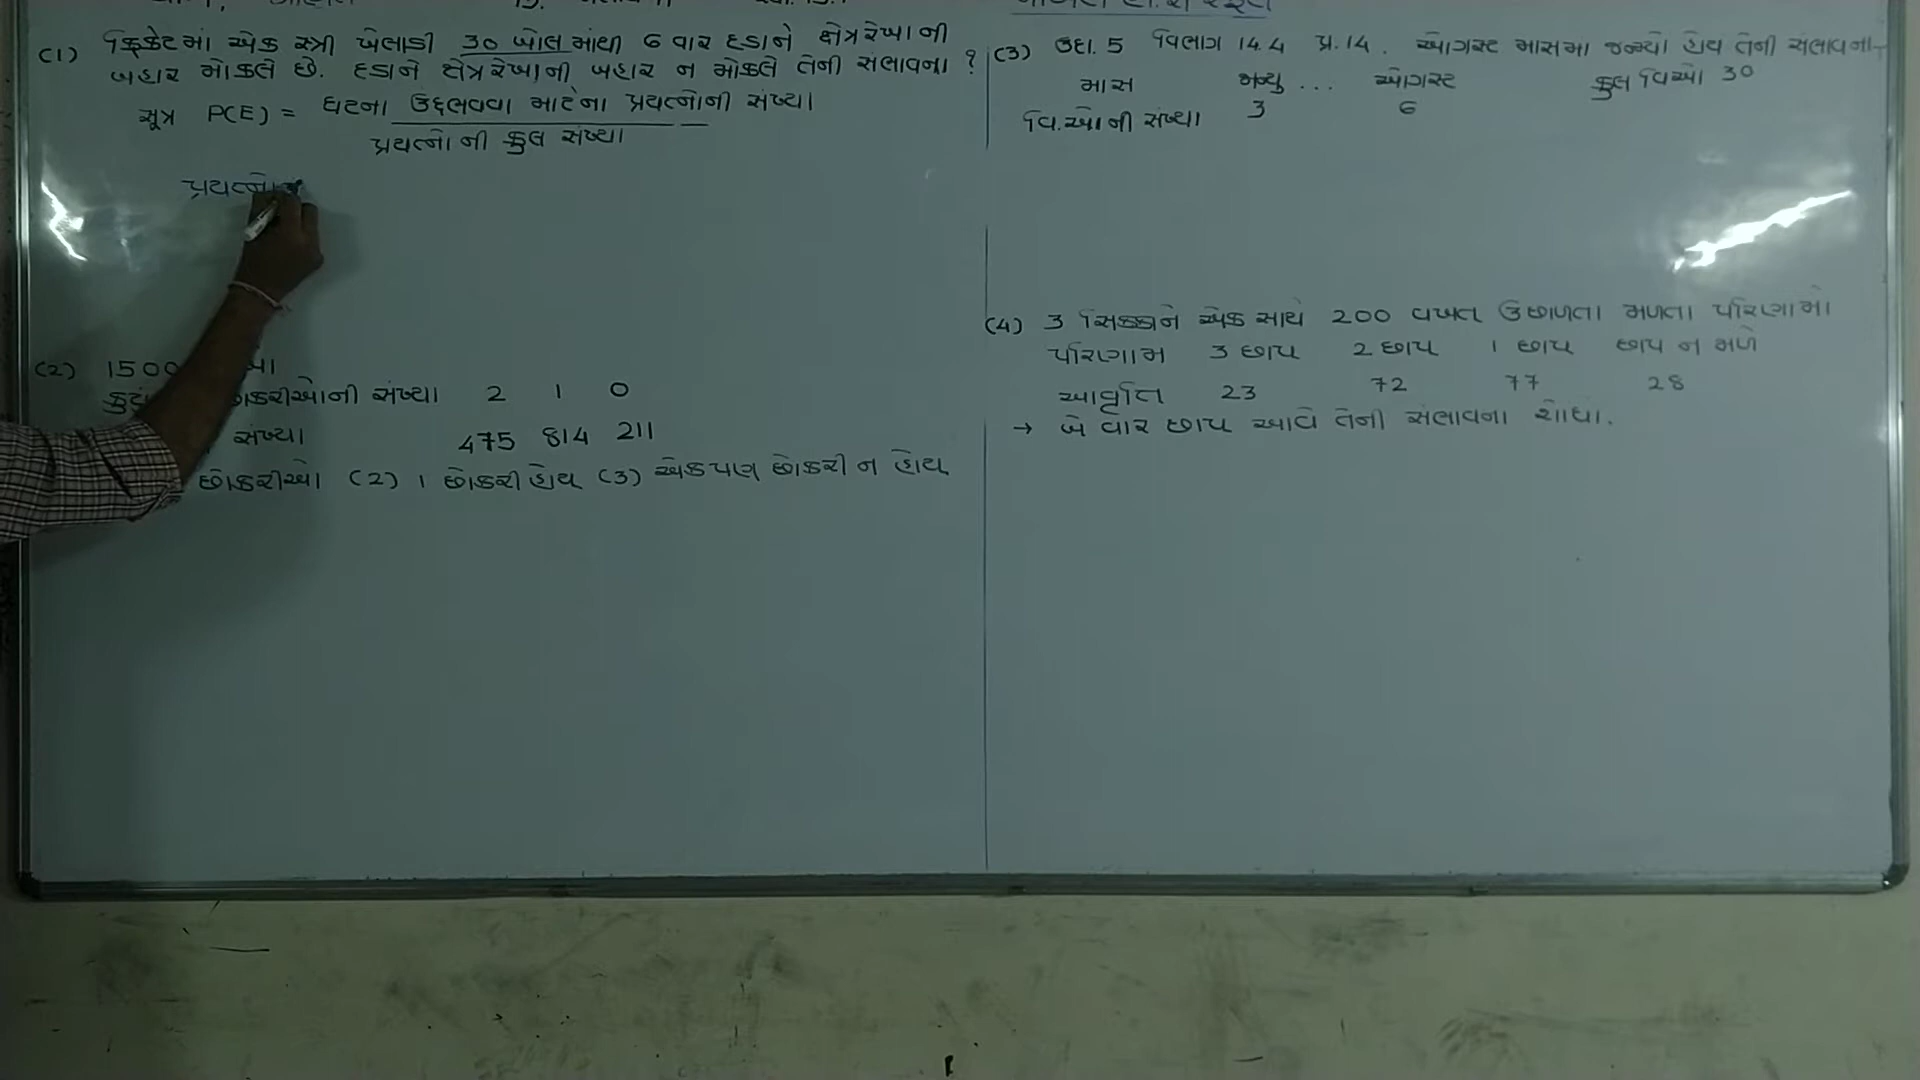 (1) ક્રિકેટમાં એક સ્ત્રી ખેલાડી 30 બોલમાંથી 6 વાર દડાને ક્ષેત્રરેખાની
બહાર મોકલે છે. દડાને ક્ષેત્રરેખાની બહાર ન મોકલે તેની સંભાવના ?
સૂત્ર P(E) = ઘટના ઉદ્દભવવા માટેના પ્રયત્નોની સંખ્યા
પ્રયત્નોની કુલ સંખ્યા
પ્રયત્નો
(2) 1500
છોકરીઓની સંખ્યા 2 1 0
સંખ્યા 475 814 211
છોકરીઓ (2) 1 છોકરી હોય (3) એકપણ છોકરી ન હોય
(3) ઉદા. 5 વિભાગ 14.4 પ્ર.14. ઓગસ્ટ માસમા જન્મ્યો હોય તેની સંભાવના
માસ જાન્યુ ... ઓગસ્ટ કુલ વિઓ 30
વિ.ઓની સંખ્યા 3 6
(4) 3 સિક્કાને એક સાથે 200 વખત ઉછાળતા મળતા પરિણામો
પરિણામ 3 છાપ 2 છાપ 1 છાપ છાપ ન મળે
આવૃત્તિ 23 72 77 28
→ બે વાર છાપ આવે તેની સંભાવના શોધો.